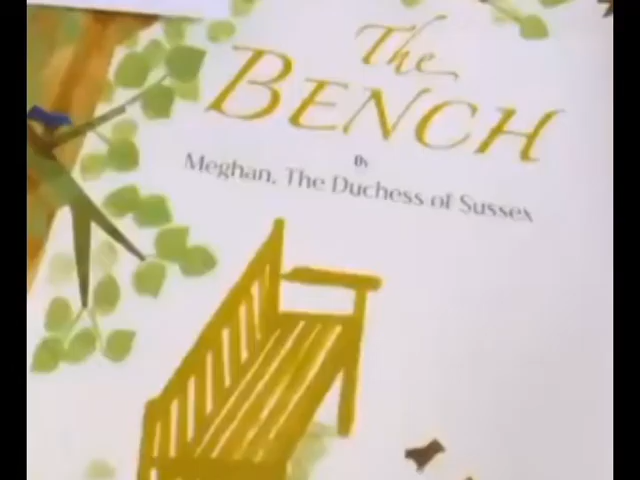 The
BENCH
By
Meghan, The Duchess of Sussex